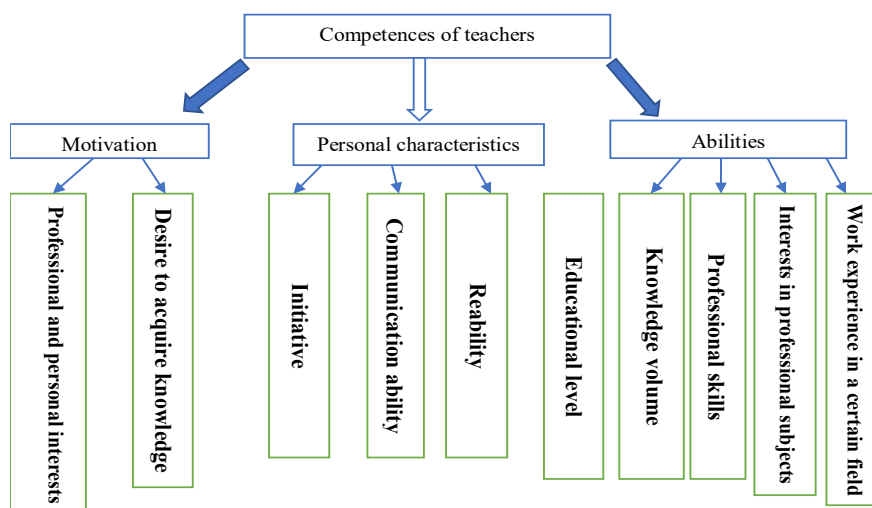 Competences of teachers
Motivation
Personal characteristics
Abilities
Professional and personal interests
Desire to acquire knowledge
Initiative
Communication ability
Reability
Educational level
Knowledge volume
Professional skills
Interests in professional subjects
Work experience in a certain field